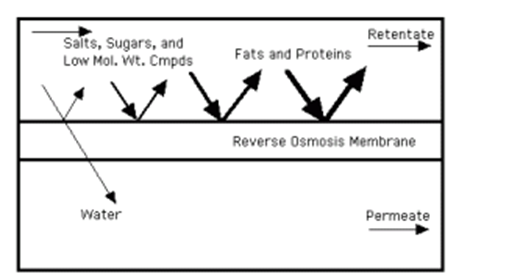 Salts, Sugars, and
Low Mol. Wt. Cmpds
Fats and Proteins
Retentate
Reverse Osmosis Membrane
Water
Permeate